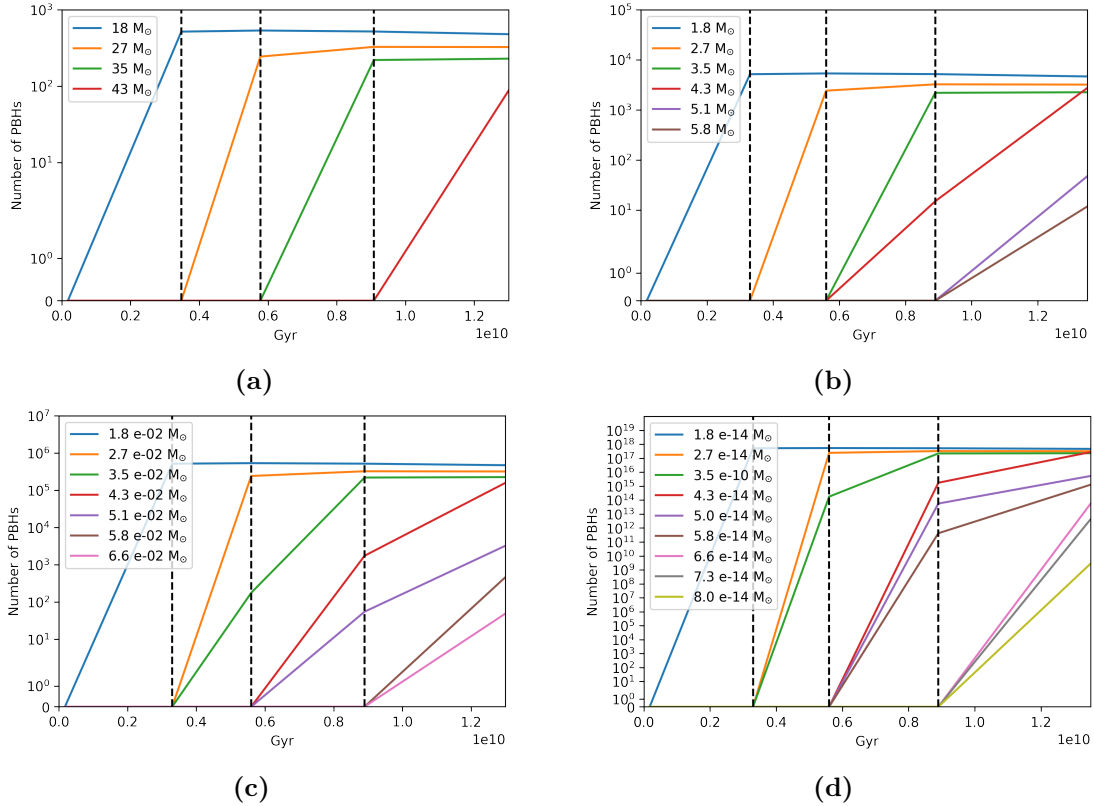 10³
10²
10¹
10⁰
0
Number of PBHs
18 M⊙
27 M⊙
35 M⊙
43 M⊙
0.0 0.2 0.4 0.6 0.8 1.0 1.2
1e10
Gyr
(a)
10⁵
10⁴
10³
10²
10¹
10⁰
0
Number of PBHs
1.8 M⊙
2.7 M⊙
3.5 M⊙
4.3 M⊙
5.1 M⊙
5.8 M⊙
0.0 0.2 0.4 0.6 0.8 1.0 1.2
1e10
Gyr
(b)
10⁷
10⁶
10⁵
10⁴
10³
10²
10¹
10⁰
0
Number of PBHs
1.8 e-02 M⊙
2.7 e-02 M⊙
3.5 e-02 M⊙
4.3 e-02 M⊙
5.1 e-02 M⊙
5.8 e-02 M⊙
6.6 e-02 M⊙
0.0 0.2 0.4 0.6 0.8 1.0 1.2
1e10
Gyr
(c)
10¹⁹
10¹⁸
10¹⁷
10¹⁶
10¹⁵
10¹⁴
10¹³
10¹²
10¹¹
10¹⁰
10⁹
10⁸
10⁷
10⁶
10⁵
10⁴
10³
10²
10¹
10⁰
0
Number of PBHs
1.8 e-14 M⊙
2.7 e-14 M⊙
3.5 e-10 M⊙
4.3 e-14 M⊙
5.0 e-14 M⊙
5.8 e-14 M⊙
6.6 e-14 M⊙
7.3 e-14 M⊙
8.0 e-14 M⊙
0.0 0.2 0.4 0.6 0.8 1.0 1.2
1e10
Gyr
(d)